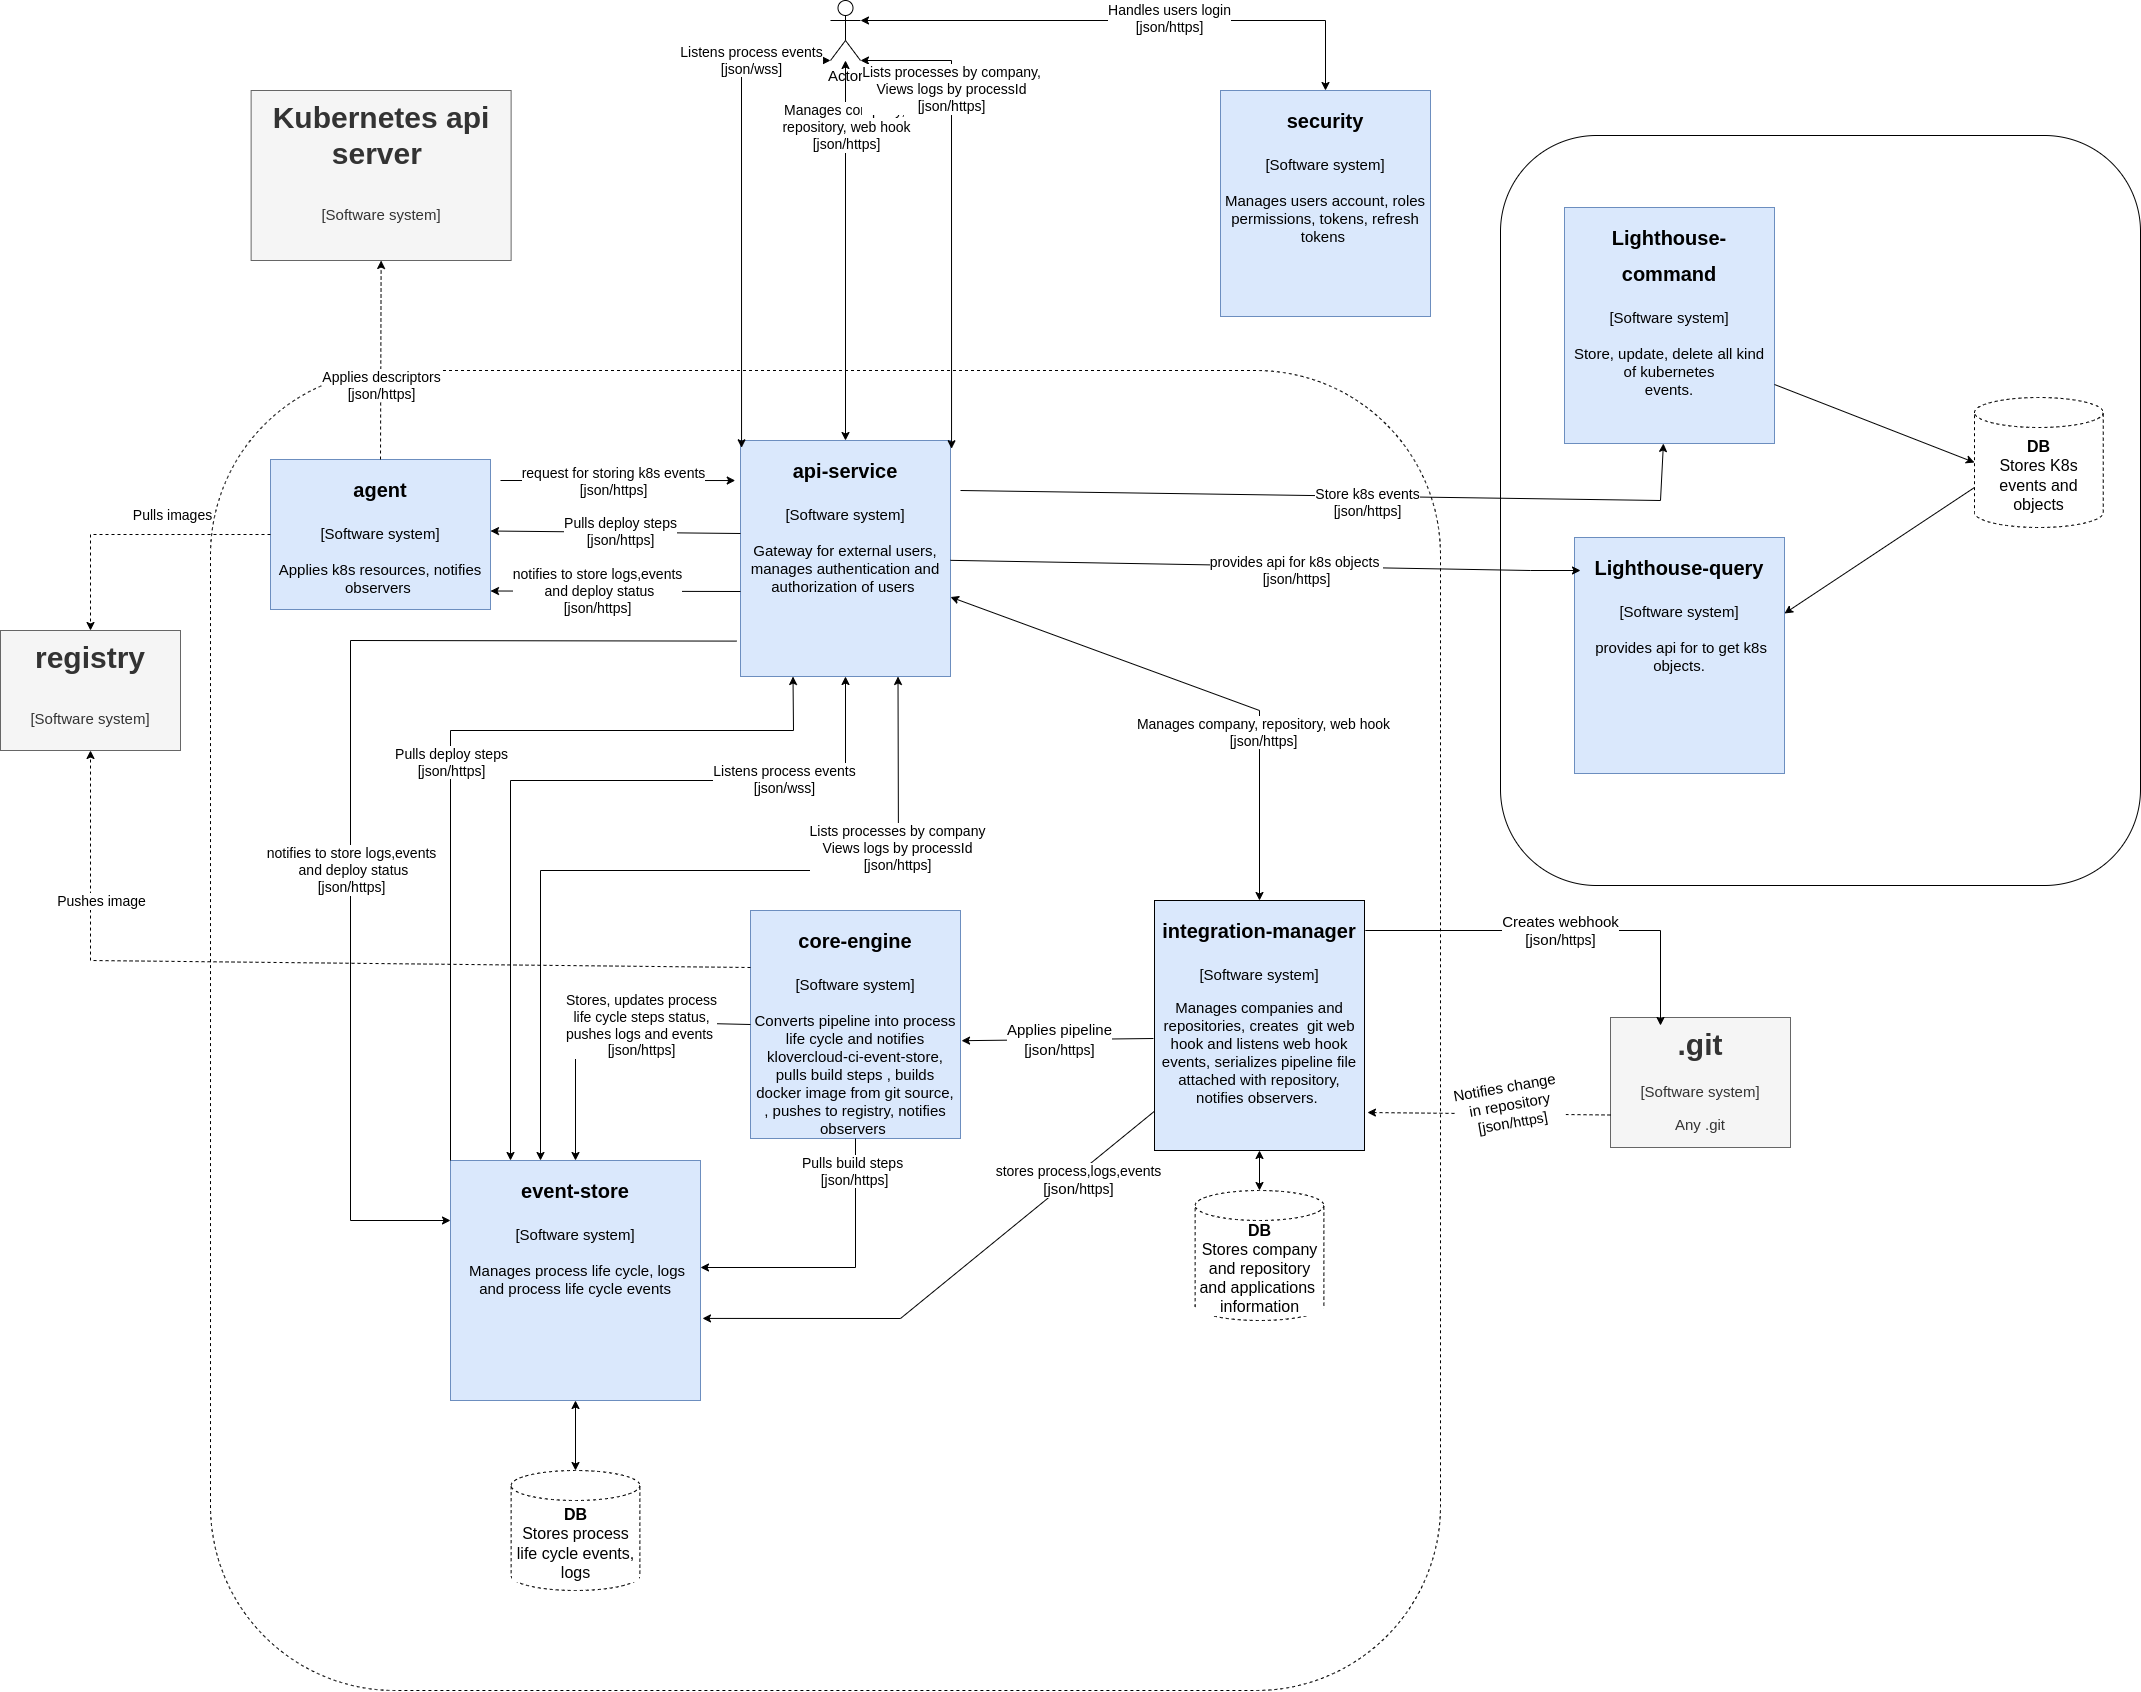 Handles users login
[json/https]
Listens process events
[json/wss]
Actor
Lists processes by company,
Views logs by processId
[json/https]
Manages
repository, web hook
[json/https]
Kubernetes api
server
[Software system]
security
[Software system]
Manages users account, roles
permissions, tokens, refresh
tokens
Lighthouse-
command
[Software system]
Store, update, delete all kind
of kubernetes
events.
DB
Stores K8s
events and
objects
Applies descriptors
[json/https]
agent
[Software system]
Applies k8s resources, notifies
observers
request for storing k8s events
[json/https]
Pulls deploy steps
[json/https]
notifies to store logs,events
and deploy status
[json/https]
api-service
[Software system]
Gateway for external users,
manages authentication and
authorization of users
Store k8s events
[json/https]
provides api for k8s objects
[json/https]
Lighthouse-query
[Software system]
provides api for to get k8s
objects.
Pulls images
registry
[Software system]
Pushes image
Manages company, repository, web hook
[json/https]
Pulls deploy steps
[json/https]
Listens process events
[json/wss]
notifies to store logs,events
and deploy status
[json/https]
Lists processes by company
Views logs by processId
[json/https]
core-engine
[Software system]
Converts pipeline into process
life cycle and notifies
klovercloud-ci-event-store,
pulls build steps , builds
docker image from git source,
, pushes to registry, notifies
observers
Stores, updates process
life cycle steps status,
pushes logs and events
[json/https]
Applies pipeline
[json/https]
integration-manager
[Software system]
Manages companies and
repositories, creates  git web
hook and listens web hook
events, serializes pipeline file
attached with repository,
notifies observers.
Creates webhook
[json/https]
.git
[Software system]
Any .git
Notifies change
in repository
[json/https]
Pulls build steps
[json/https]
stores process,logs,events
[json/https]
event-store
[Software system]
Manages process life cycle, logs
and process life cycle events
DB
Stores company
and repository
and applications
information
DB
Stores process
life cycle events,
logs